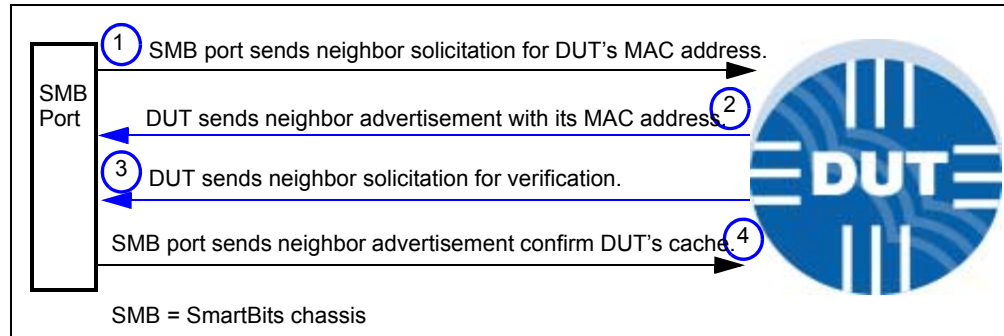 1 SMB port sends neighbor solicitation for DUT’s MAC address.
SMB
Port
DUT sends neighbor advertisement with its MAC address. 2
3 DUT sends neighbor solicitation for verification.
DUT
SMB port sends neighbor advertisement confirm DUT’s cache. 4
SMB = SmartBits chassis